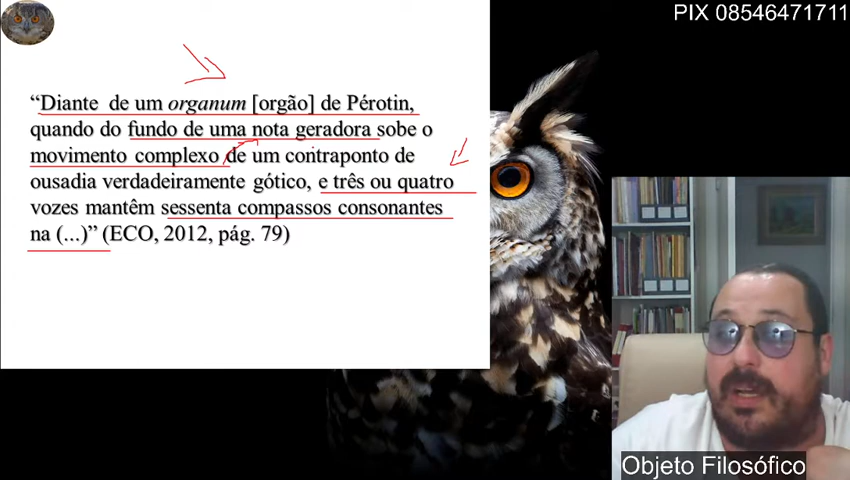 PIX 08546471711
“Diante de um organum [orgão] de Pérotin,
quando do fundo de uma nota geradora sobe o
movimento complexo de um contraponto de
ousadia verdadeiramente gótico, e três ou quatro
vozes mantêm sessenta compassos consonantes
na (...)” (ECO, 2012, pág. 79)
Objeto Filosófico